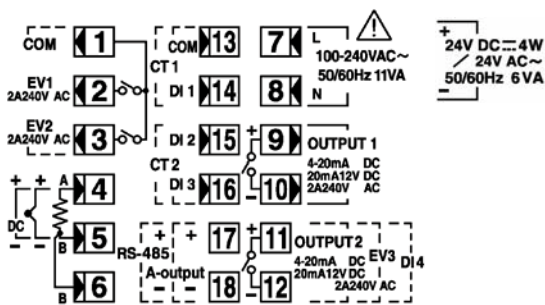 COM 1
EV1
2A240V AC 2
EV2
2A240V AC 3
+ + A 4
DC
− − B 5
B 6
COM 13
CT 1
DI 1 14
DI 2 15
CT 2
DI 3 16
RS-485 + + 17
A-output − − 18
7 L
100-240VAC~
50/60Hz 11VA
8 N
+
24V DC⎓4W
/ 24V AC~
50/60Hz 6VA
−
+ 9 OUTPUT 1
4-20mA DC
20mA12V DC
− 10 2A240V AC
+ 11 OUTPUT2 EV3 DI4
4-20mA DC
20mA12V DC
− 12 2A240V AC